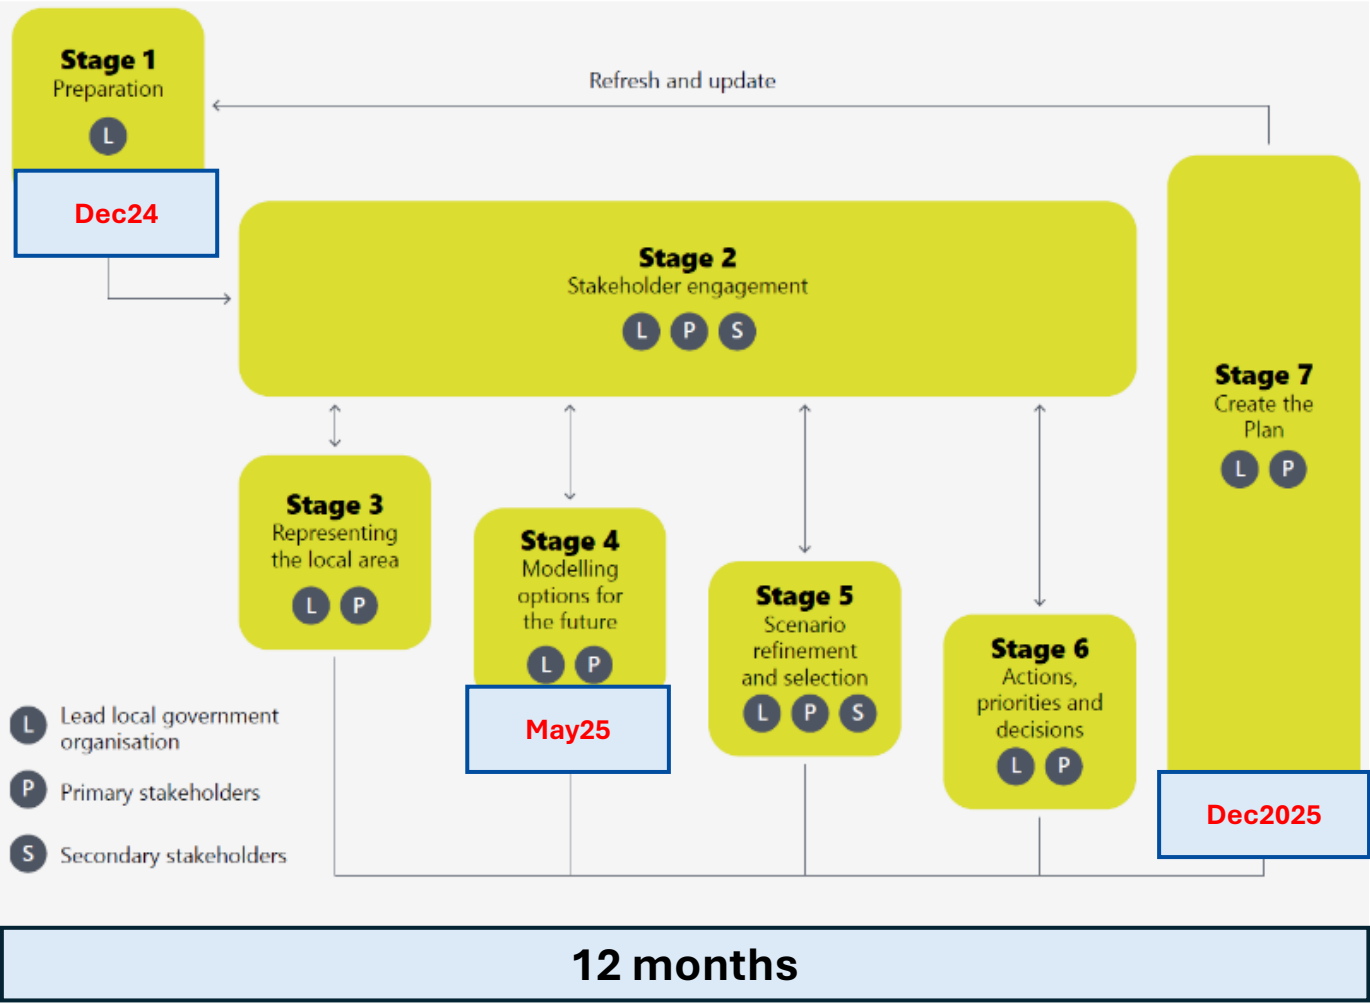 Stage 1
Preparation
L
Dec24
Refresh and update
Stage 2
Stakeholder engagement
L P S
Stage 3
Representing
the local area
L P
Stage 4
Modelling
options for
the future
L P
May25
Stage 5
Scenario
refinement
and selection
L P S
Stage 6
Actions,
priorities and
decisions
L P
Stage 7
Create the
Plan
L P
Dec2025
L Lead local government
organisation
P Primary stakeholders
S Secondary stakeholders
12 months